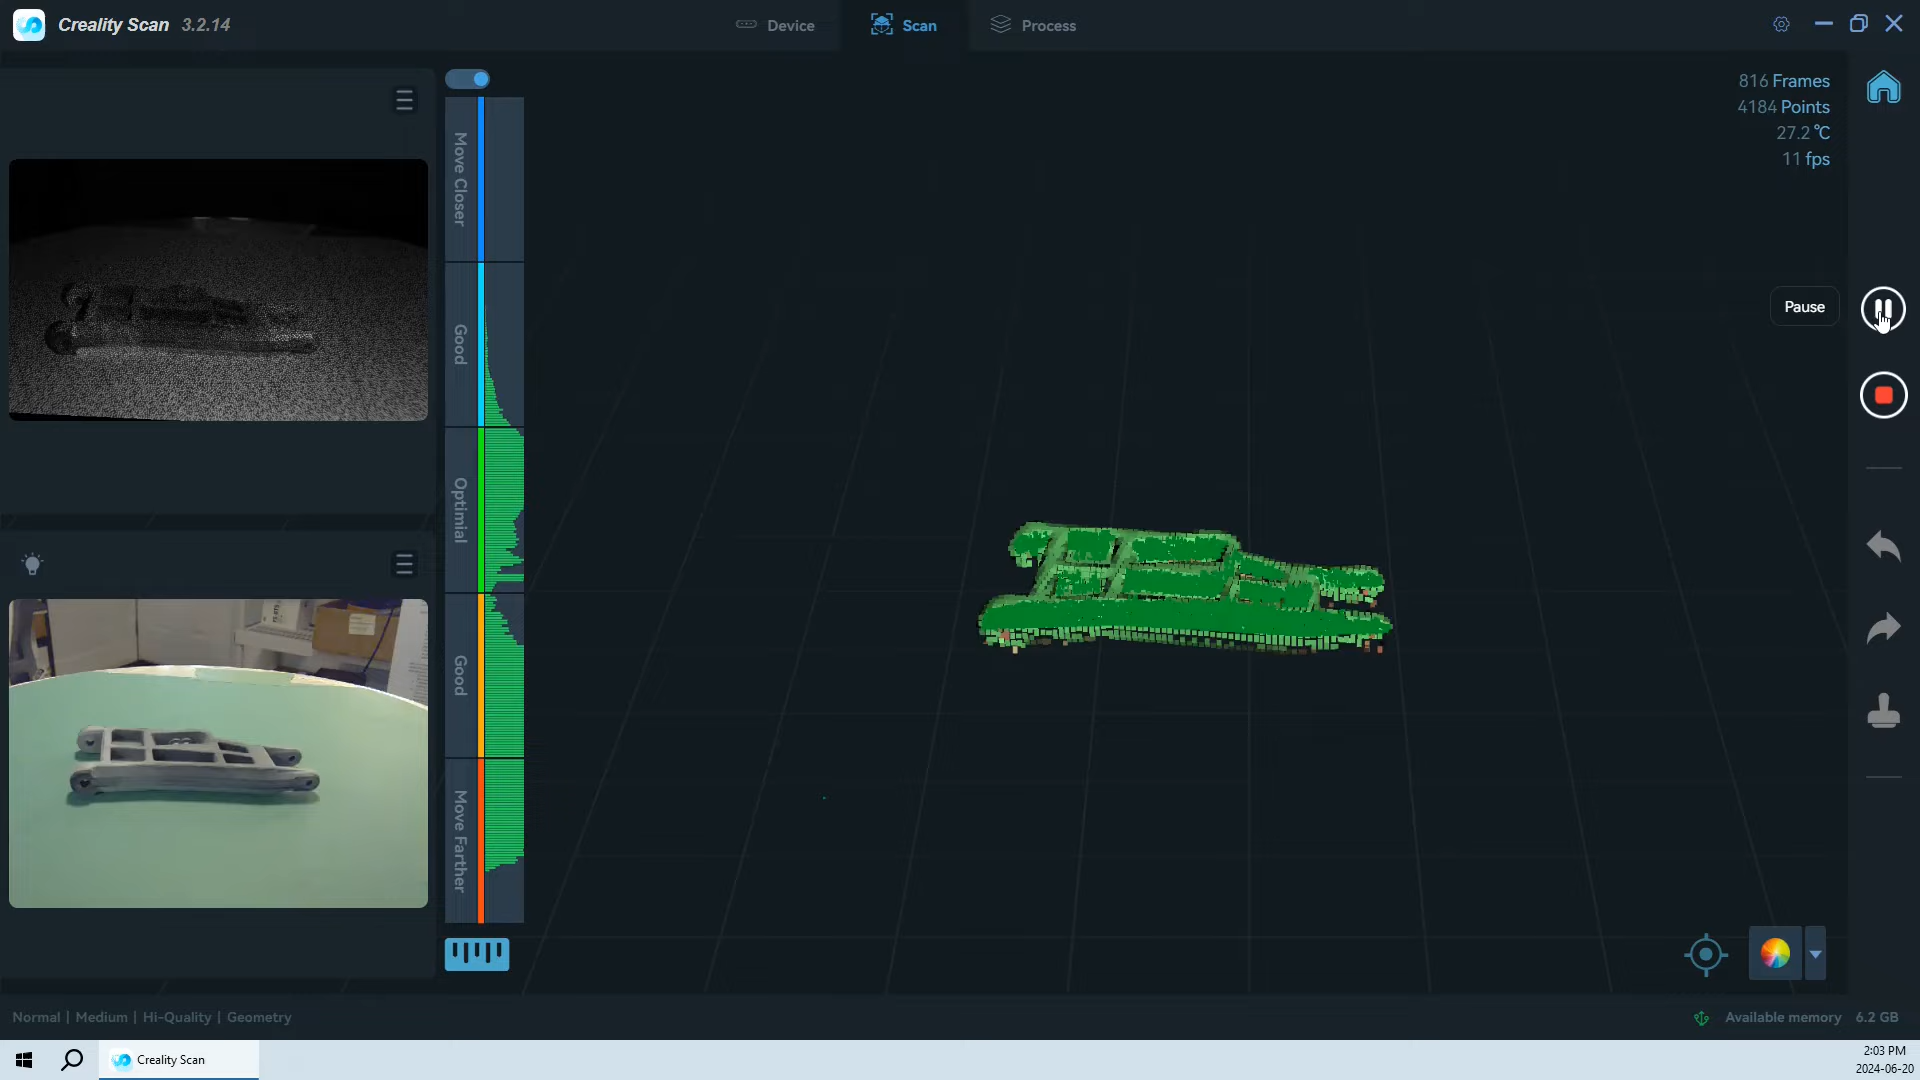 Creality Scan 3.2.14
Device
Scan
Process
816 Frames
4184 Points
27.2 °C
11 fps
Pause
Move Closer
Good
Optimial
Good
Move Farther
Normal | Medium | Hi-Quality | Geometry
Available memory 6.2 GB
Creality Scan
2:03 PM
2024-06-20